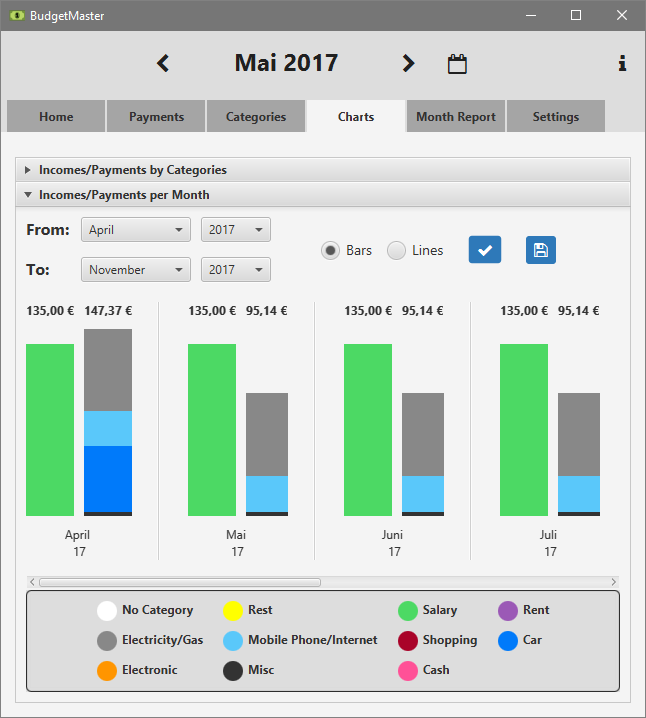 BudgetMaster
Mai 2017
Home Payments Categories Charts Month Report Settings
Incomes/Payments by Categories
Incomes/Payments per Month
From: April 2017
Bars Lines
To: November 2017
135,00 € 147,37 € 135,00 € 95,14 € 135,00 € 95,14 € 135,00 € 95,14 €
April Mai Juni Juli
17 17 17 17
No Category Rest Salary Rent
Electricity/Gas Mobile Phone/Internet Shopping Car
Electronic Misc Cash